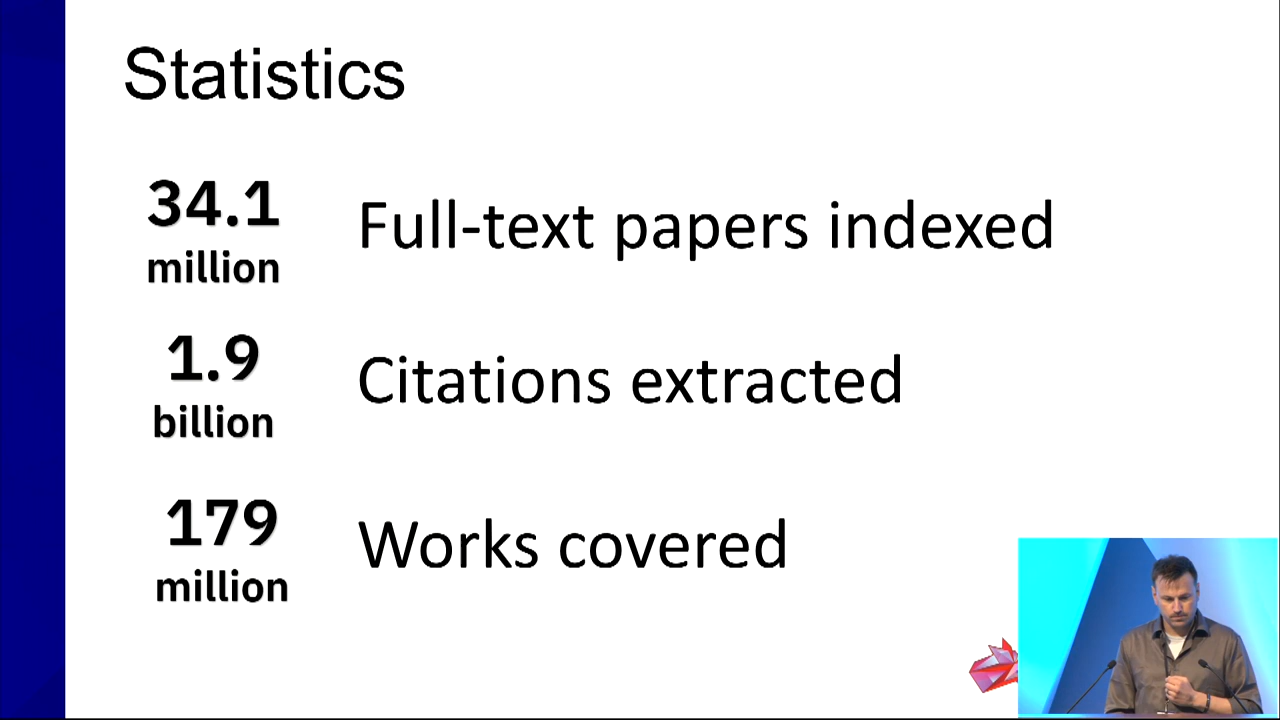 Statistics
34.1
million
Full-text papers indexed
1.9
billion
Citations extracted
179
million
Works covered